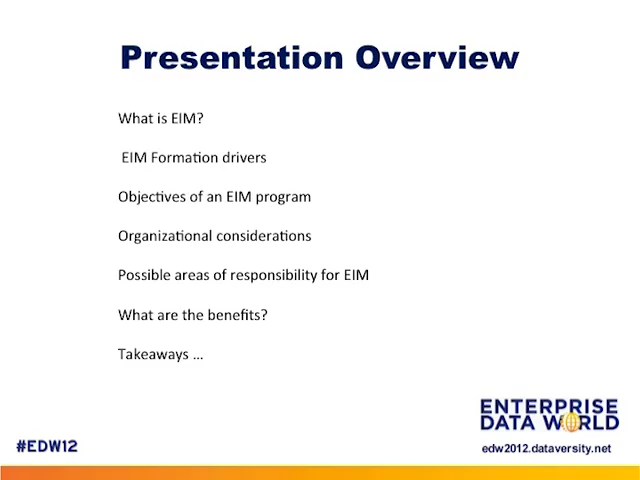 Presentation Overview
What is EIM?
EIM Formation drivers
Objectives of an EIM program
Organizational considerations
Possible areas of responsibility for EIM
What are the benefits?
Takeaways ...
ENTERPRISE
DATA WORLD
#EDW12
edw2012.dataversity.net